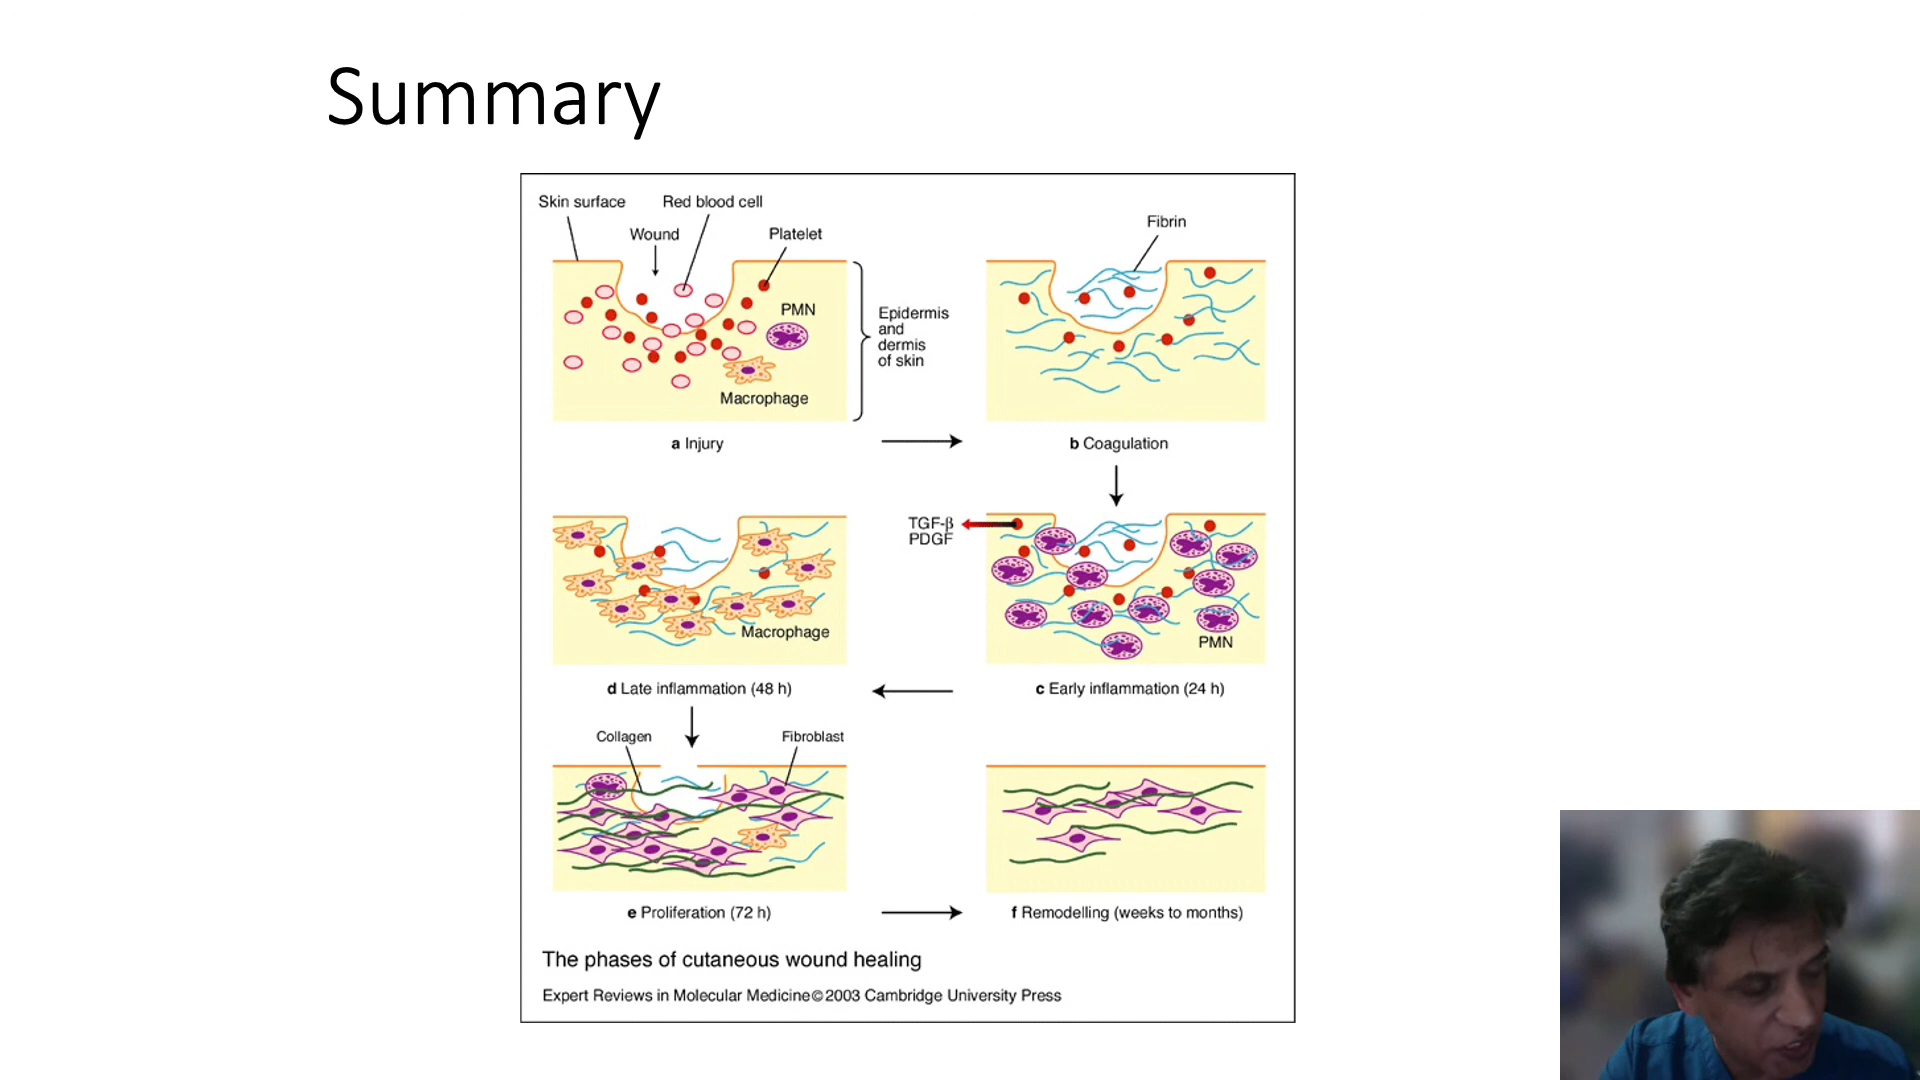 Summary
Skin surface
Red blood cell
Wound
Platelet
PMN
Macrophage
Epidermis
and
dermis
of skin
a Injury
Fibrin
b Coagulation
Macrophage
d Late inflammation (48 h)
TGF-β
PDGF
PMN
c Early inflammation (24 h)
Collagen
Fibroblast
e Proliferation (72 h)
f Remodelling (weeks to months)
The phases of cutaneous wound healing
Expert Reviews in Molecular Medicine©2003 Cambridge University Press